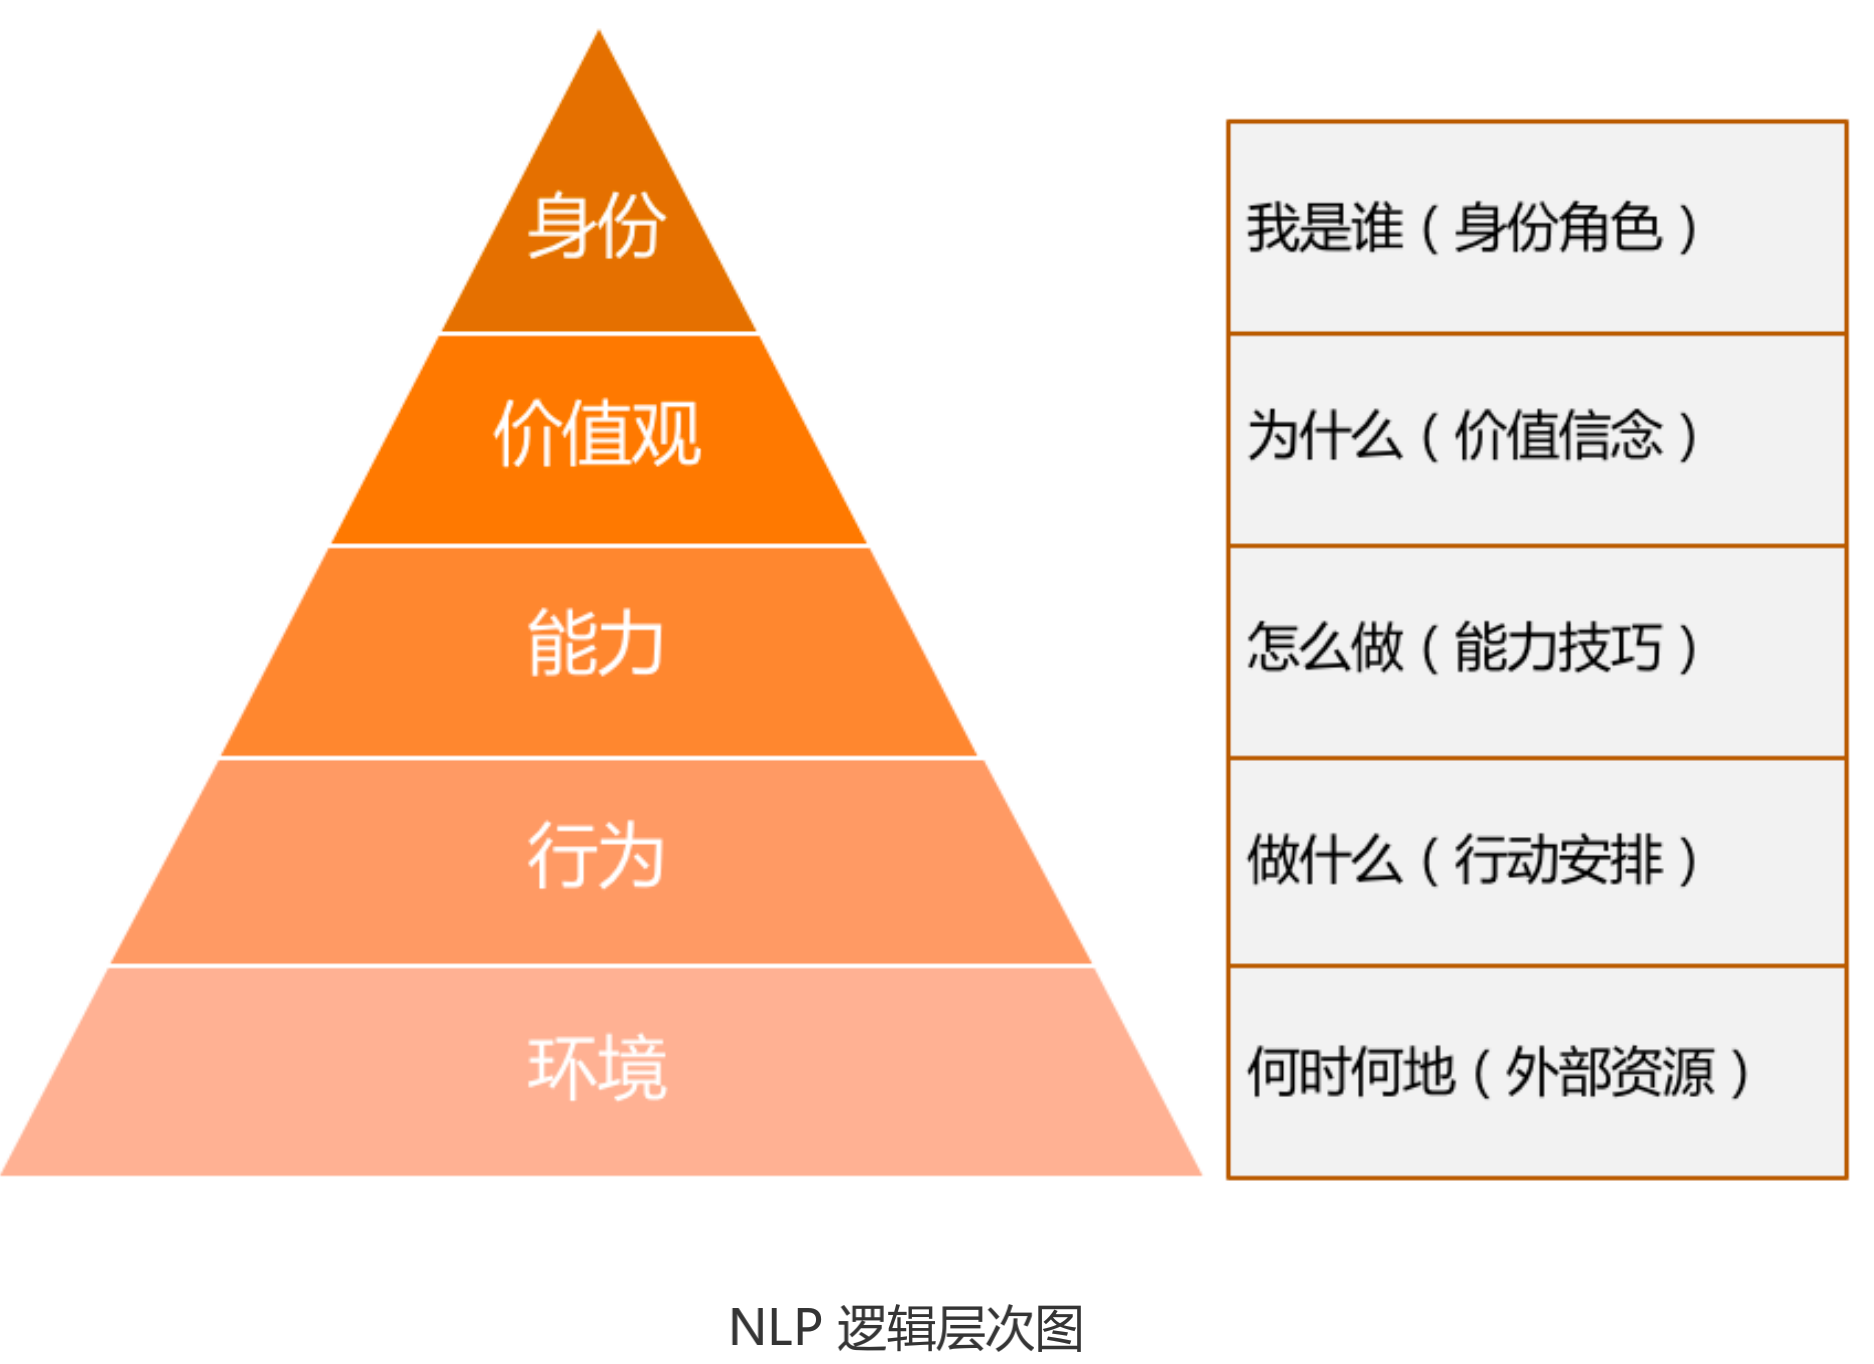 身份
我是谁（身份角色）
价值观
为什么（价值信念）
能力
怎么做（能力技巧）
行为
做什么（行动安排）
环境
何时何地（外部资源）
NLP 逻辑层次图